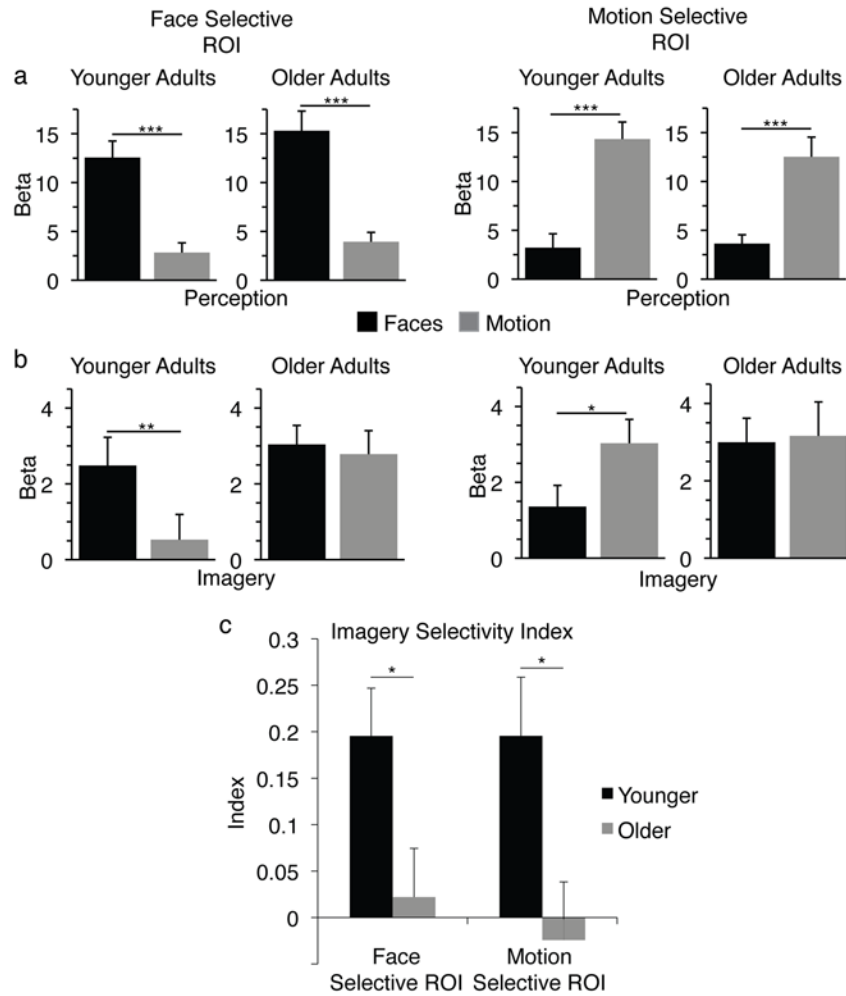 Face Selective
ROI
Motion Selective
ROI
a
Younger Adults
Older Adults
Younger Adults
Older Adults
Beta
15
10
5
0
***
15
10
5
0
***
Beta
15
10
5
0
***
15
10
5
0
***
Perception
Perception
Faces
Motion
b
Younger Adults
Older Adults
Younger Adults
Older Adults
Beta
4
2
0
**
4
2
0
Beta
4
2
0
*
4
2
0
Imagery
Imagery
c
Imagery Selectivity Index
Index
0.3
0.25
0.2
0.15
0.1
0.05
0
*
*
Younger
Older
Face
Selective ROI
Motion
Selective ROI